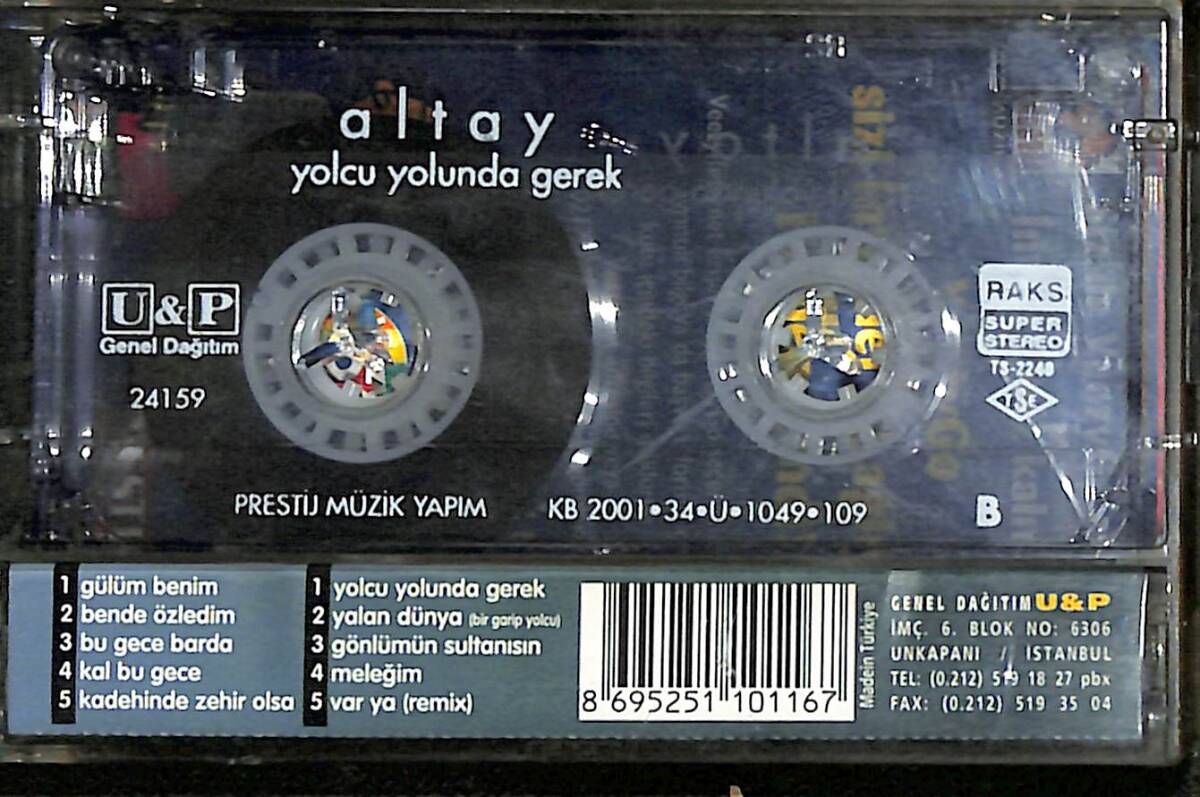 altay
yolcu yolunda gerek
U&P
Genel Dağıtım
24159
RAKS
SUPER
STEREO
TS-2240
TSE
PRESTİJ MÜZİK YAPIM
KB 2001•34•Ü•1049•109
B
1 gülüm benim
2 bende özledim
3 bu gece barda
4 kal bu gece
5 kadehinde zehir olsa
1 yolcu yolunda gerek
2 yalan dünya (bir garip yolcu)
3 gönlümün sultanısın
4 meleğim
5 var ya (remix)
8 695251 101167
Madein Türkiye
GENEL DAĞITIM U&P
İMÇ. 6. BLOK NO: 6306
UNKAPANI / İSTANBUL
TEL: (0.212) 519 18 27 pbx
FAX: (0.212) 519 35 04